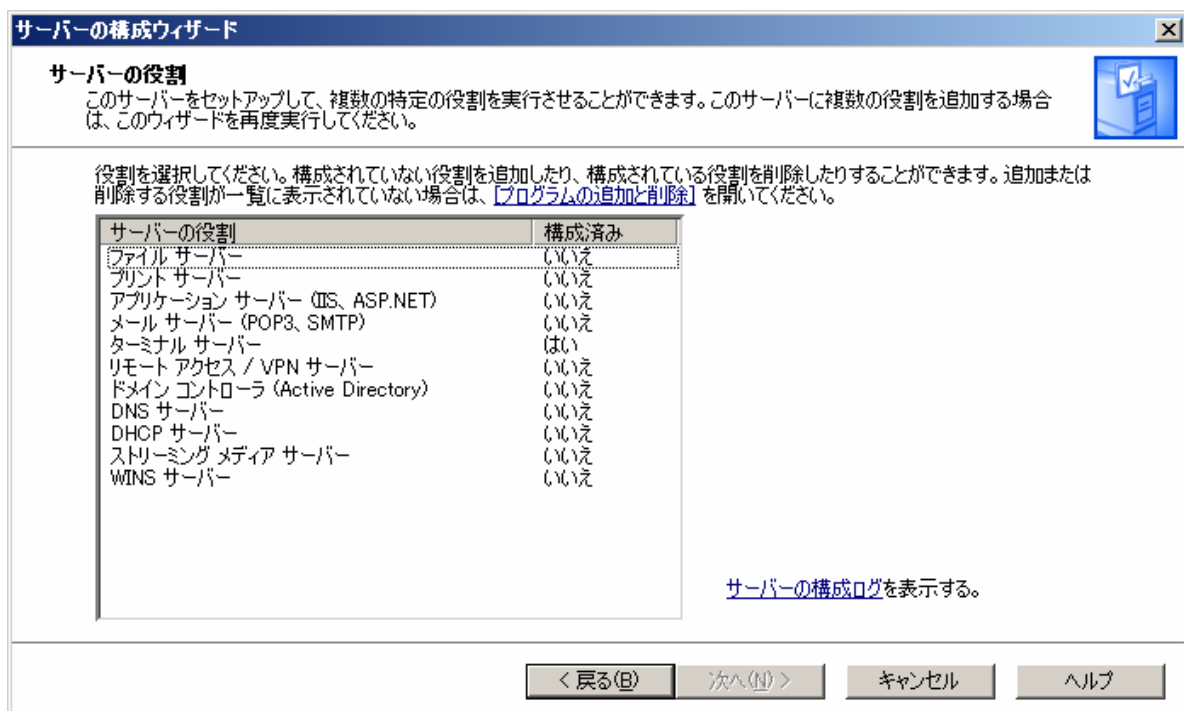 サーバーの構成ウィザード
サーバーの役割
このサーバーをセットアップして、複数の特定の役割を実行させることができます。このサーバーに複数の役割を追加する場合
は、このウィザードを再度実行してください。
役割を選択してください。構成されていない役割を追加したり、構成されている役割を削除したりすることができます。追加または
削除する役割が一覧に表示されていない場合は、[プログラムの追加と削除] を開いてください。
サーバーの役割 構成済み
ファイル サーバー いいえ
プリント サーバー いいえ
アプリケーション サーバー (IIS、ASP.NET) いいえ
メール サーバー (POP3、SMTP) いいえ
ターミナル サーバー はい
リモート アクセス / VPN サーバー いいえ
ドメイン コントローラ (Active Directory) いいえ
DNS サーバー いいえ
DHCP サーバー いいえ
ストリーミング メディア サーバー いいえ
WINS サーバー いいえ
サーバーの構成ログを表示する。
< 戻る(B) 次へ(N) > キャンセル ヘルプ